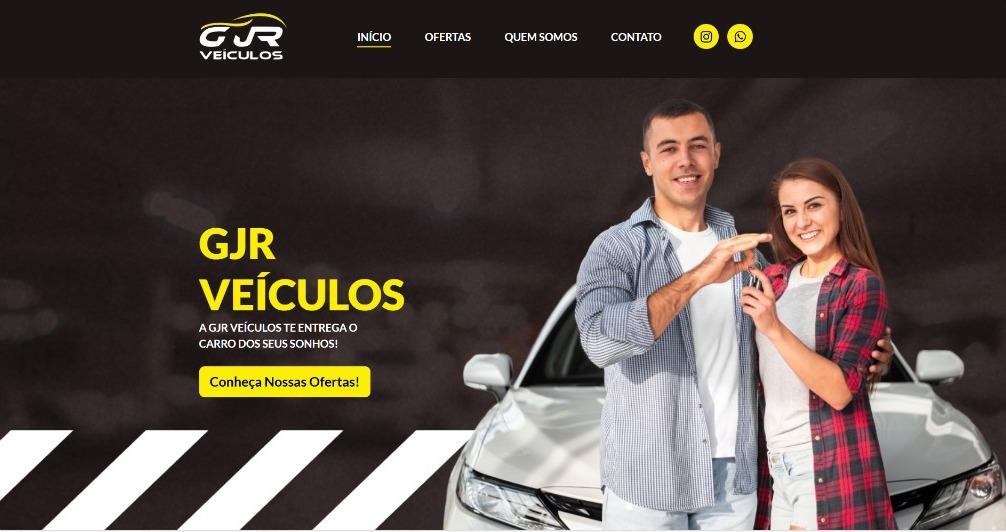 GJR
VEÍCULOS
INÍCIO
OFERTAS
QUEM SOMOS
CONTATO
GJR
VEÍCULOS
A GJR VEÍCULOS TE ENTREGA O
CARRO DOS SEUS SONHOS!
Conheça Nossas Ofertas!